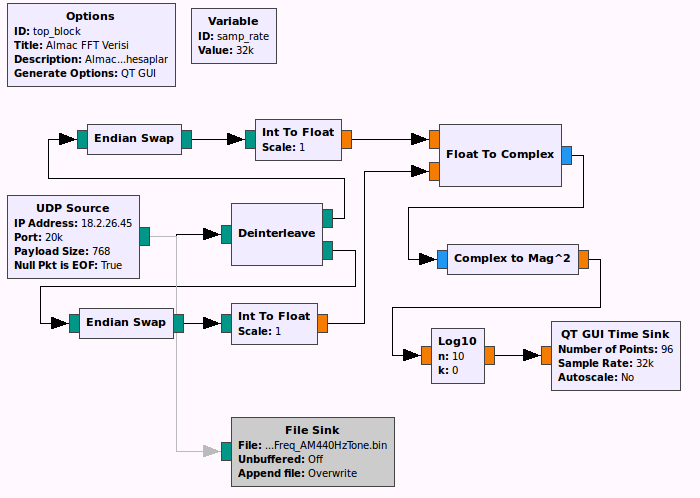 Options
ID: top_block
Title: Almac FFT Verisi
Description: Almac...hesaplar
Generate Options: QT GUI
Variable
ID: samp_rate
Value: 32k
Endian Swap
Int To Float
Scale: 1
Float To Complex
UDP Source
IP Address: 18.2.26.45
Port: 20k
Payload Size: 768
Null Pkt is EOF: True
Deinterleave
Complex to Mag^2
Endian Swap
Int To Float
Scale: 1
Log10
n: 10
k: 0
QT GUI Time Sink
Number of Points: 96
Sample Rate: 32k
Autoscale: No
File Sink
File: ...Freq_AM440HzTone.bin
Unbuffered: Off
Append file: Overwrite